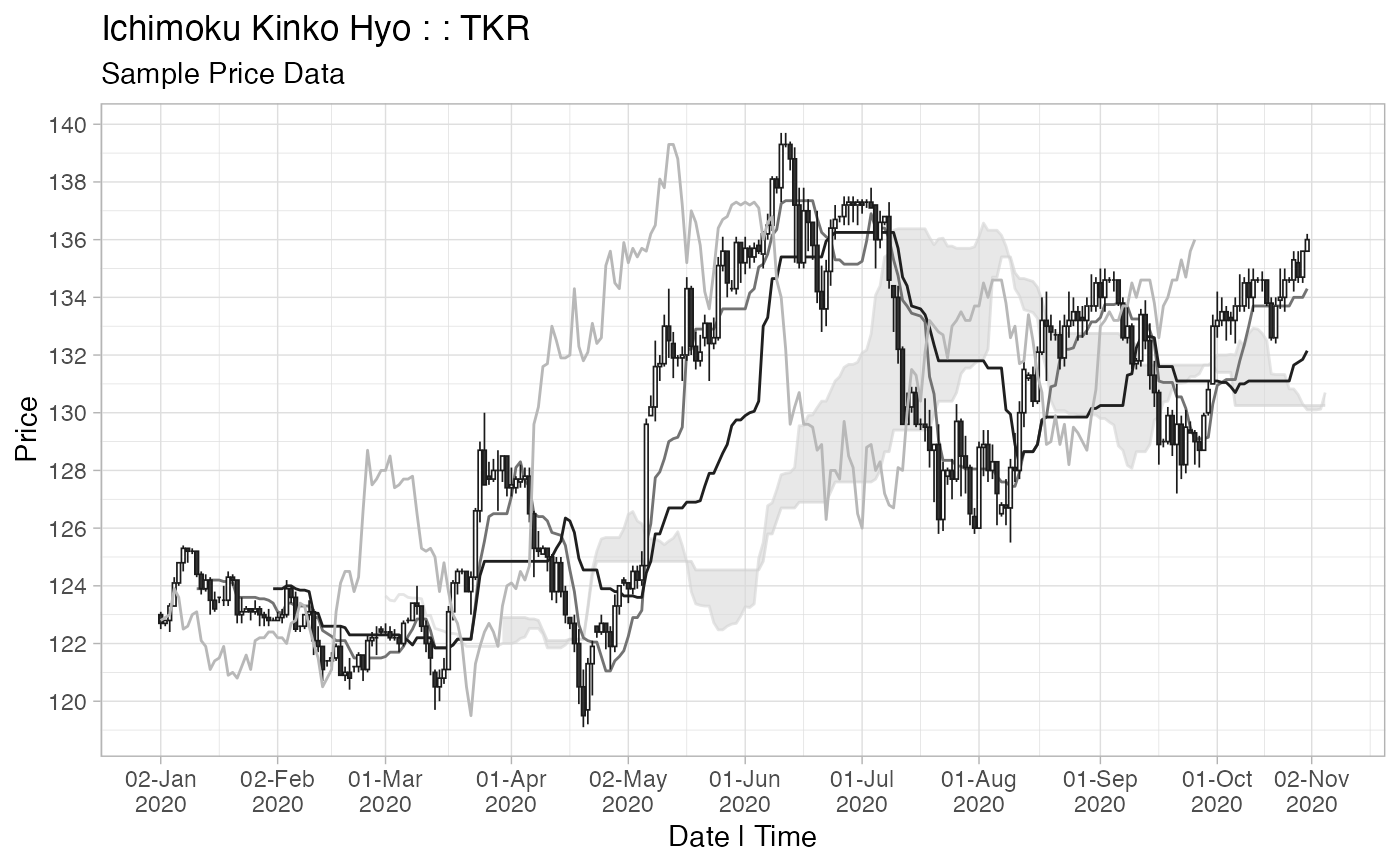 Ichimoku Kinko Hyo : : TKR
Sample Price Data
140
138
136
134
132
130
128
126
124
122
120
Price
02-Jan 02-Feb 01-Mar 01-Apr 02-May 01-Jun 01-Jul 01-Aug 01-Sep 01-Oct 02-Nov
2020 2020 2020 2020 2020 2020 2020 2020 2020 2020 2020
Date | Time